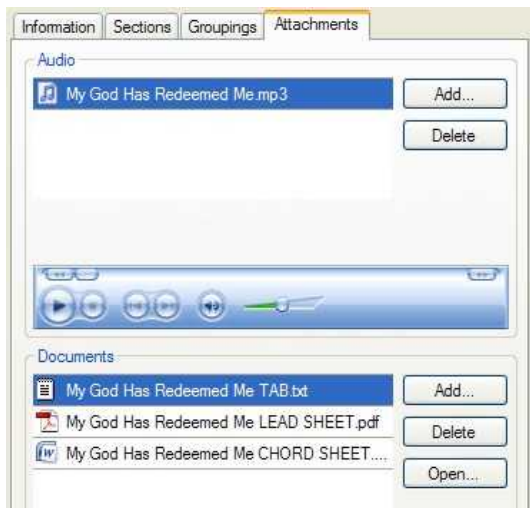 Information Sections Groupings Attachments
Audio
My God Has Redeemed Me.mp3
Add...
Delete
Documents
My God Has Redeemed Me TAB.txt
Add...
My God Has Redeemed Me LEAD SHEET.pdf
Delete
My God Has Redeemed Me CHORD SHEET....
Open...